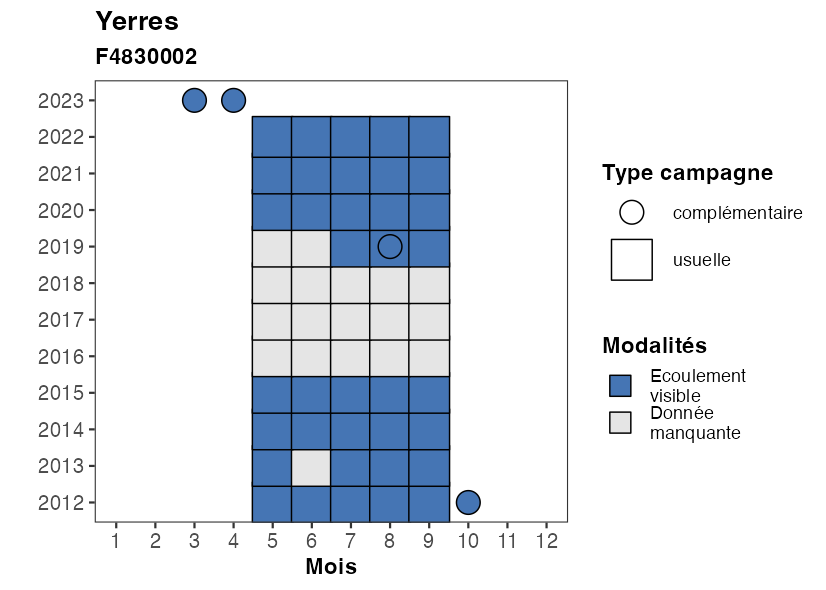 Yerres
F4830002
2023
2022
2021
2020
2019
2018
2017
2016
2015
2014
2013
2012
1 2 3 4 5 6 7 8 9 10 11 12
Mois
Type campagne
complémentaire
usuelle
Modalités
Ecoulement
visible
Donnée
manquante